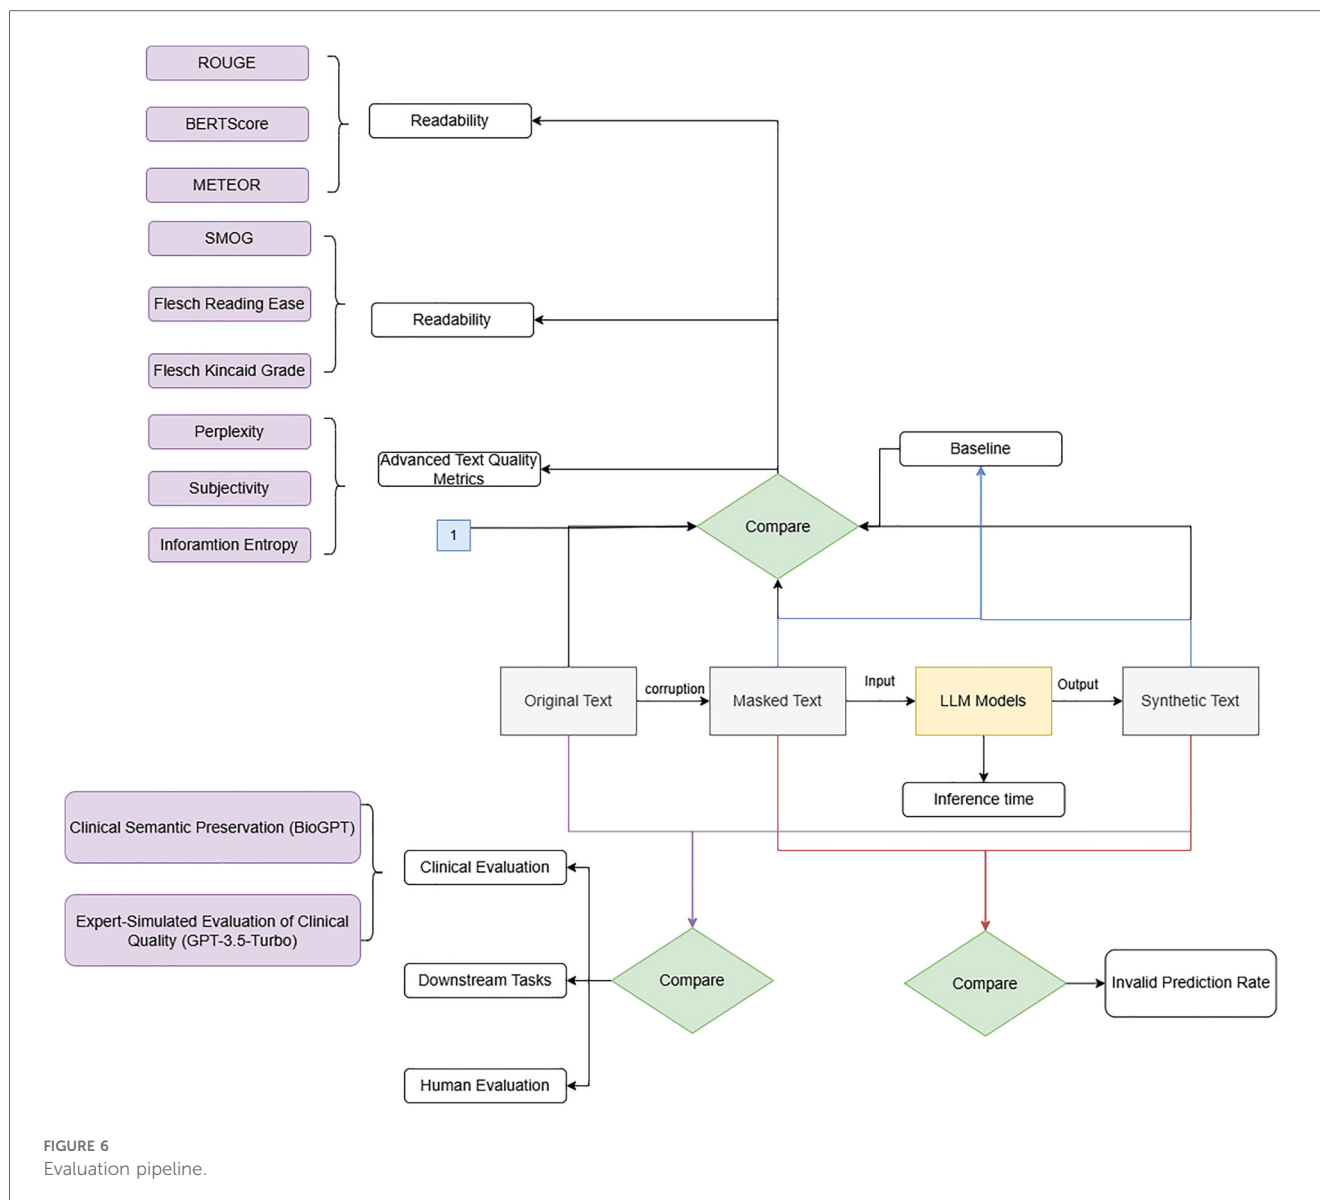 ROUGE
BERTScore
METEOR
Readability
SMOG
Flesch Reading Ease
Flesch Kincaid Grade
Readability
Perplexity
Subjectivity
Inforamtion Entropy
Advanced Text Quality
Metrics
1
Compare
Baseline
Original Text
corruption
Masked Text
Input
LLM Models
Output
Synthetic Text
Inference time
Clinical Semantic Preservation (BioGPT)
Expert-Simulated Evaluation of Clinical
Quality (GPT-3.5-Turbo)
Clinical Evaluation
Downstream Tasks
Human Evaluation
Compare
Compare
Invalid Prediction Rate
FIGURE 6
Evaluation pipeline.